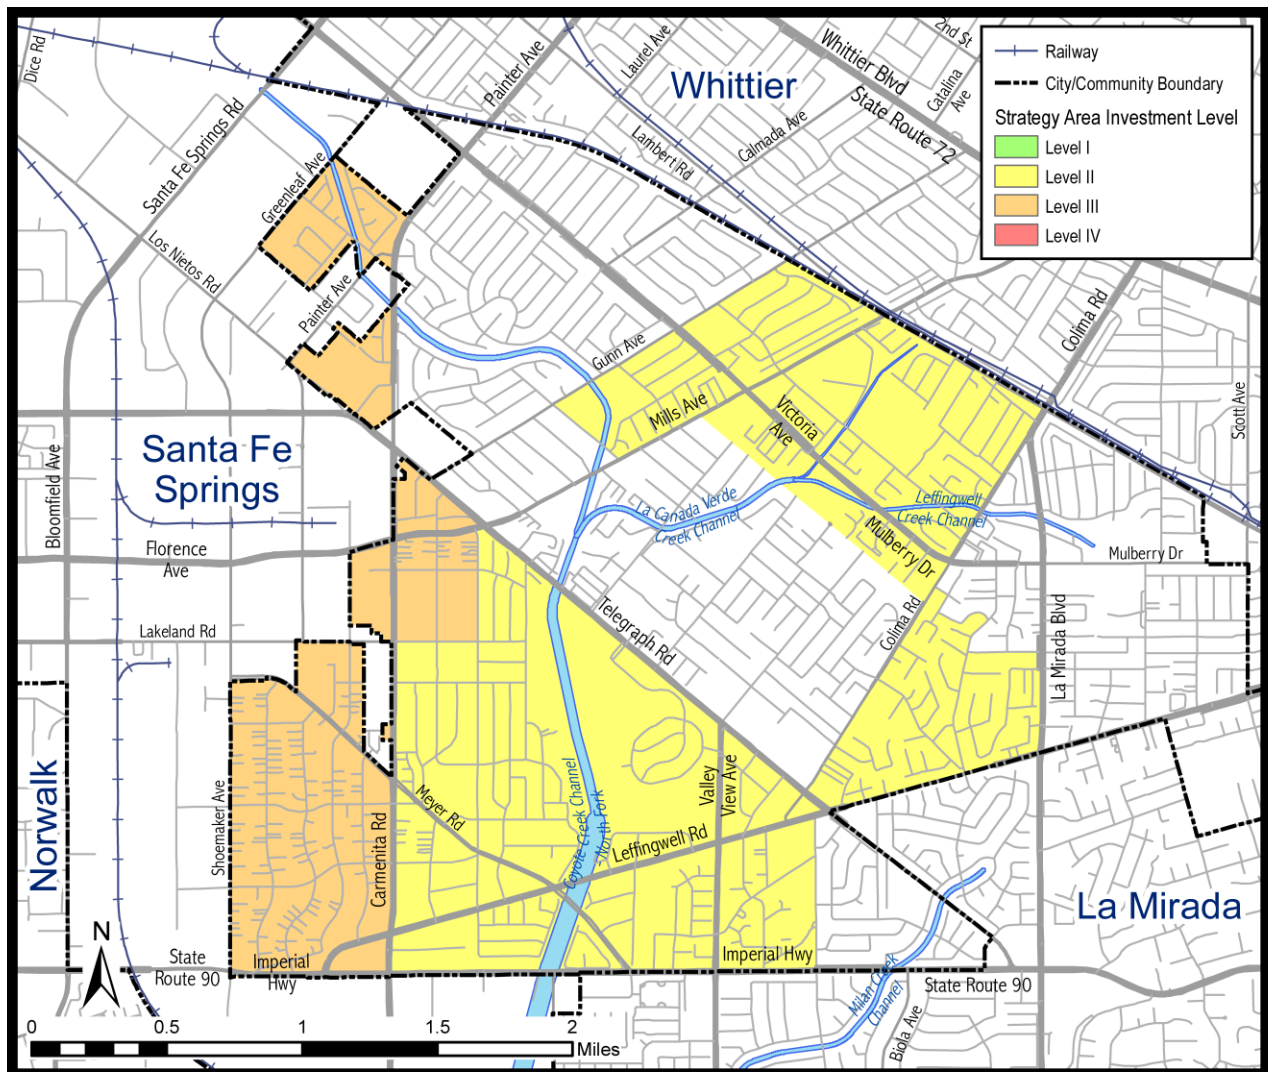 Dice Rd
Painter Ave
Laurel Ave
Whittier
Whittier Blvd
2nd St
Catalina
Ave
State Route 72
Railway
City/Community Boundary
Strategy Area Investment Level
Level I
Level II
Level III
Level IV
Santa Fe Springs Rd
Greenleaf Ave
Lambert Rd
Calmada Ave
Los Nietos Rd
Painter Ave
Gunn Ave
Mills Ave
Victoria
Ave
Colima Rd
Scott Ave
Santa Fe
Springs
Bloomfield Ave
La Canada Verde
Creek Channel
Leffingwell
Creek Channel
Mulberry Dr
Mulberry Dr
Florence
Ave
Lakeland Rd
Telegraph Rd
Colima Rd
La Mirada Blvd
Norwalk
Shoemaker Ave
Carmenita Rd
Meyer Rd
Coyote Creek Channel
- North Fork
Leffingwell Rd
Valley
View Ave
La Mirada
N
State
Route 90
Imperial
Hwy
Imperial Hwy
State Route 90
Milan Creek
Channel
Biola Ave
0 0.5 1 1.5 2
Miles